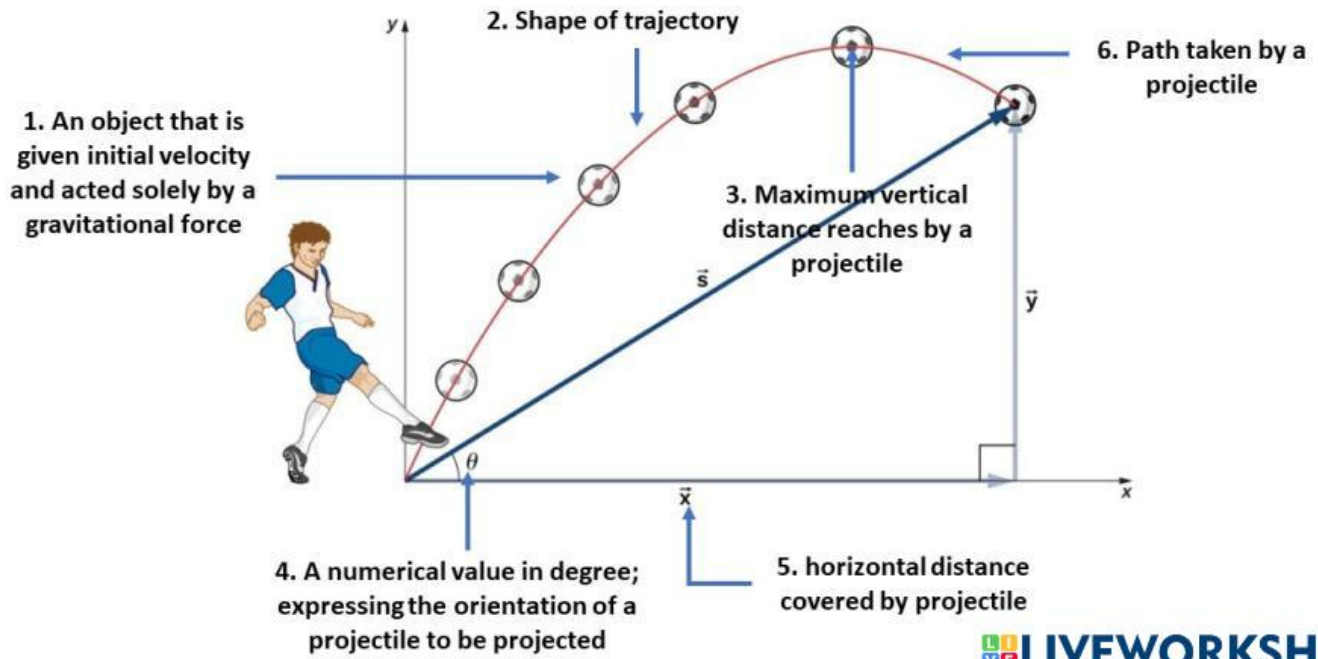 y
2. Shape of trajectory
6. Path taken by a
projectile
1. An object that is
given initial velocity
and acted solely by a
gravitational force
3. Maximum vertical
distance reaches by a
projectile
s⃗
y⃗
θ
x⃗
x
4. A numerical value in degree;
expressing the orientation of a
projectile to be projected
5. horizontal distance
covered by projectile
LIVEWORKSH